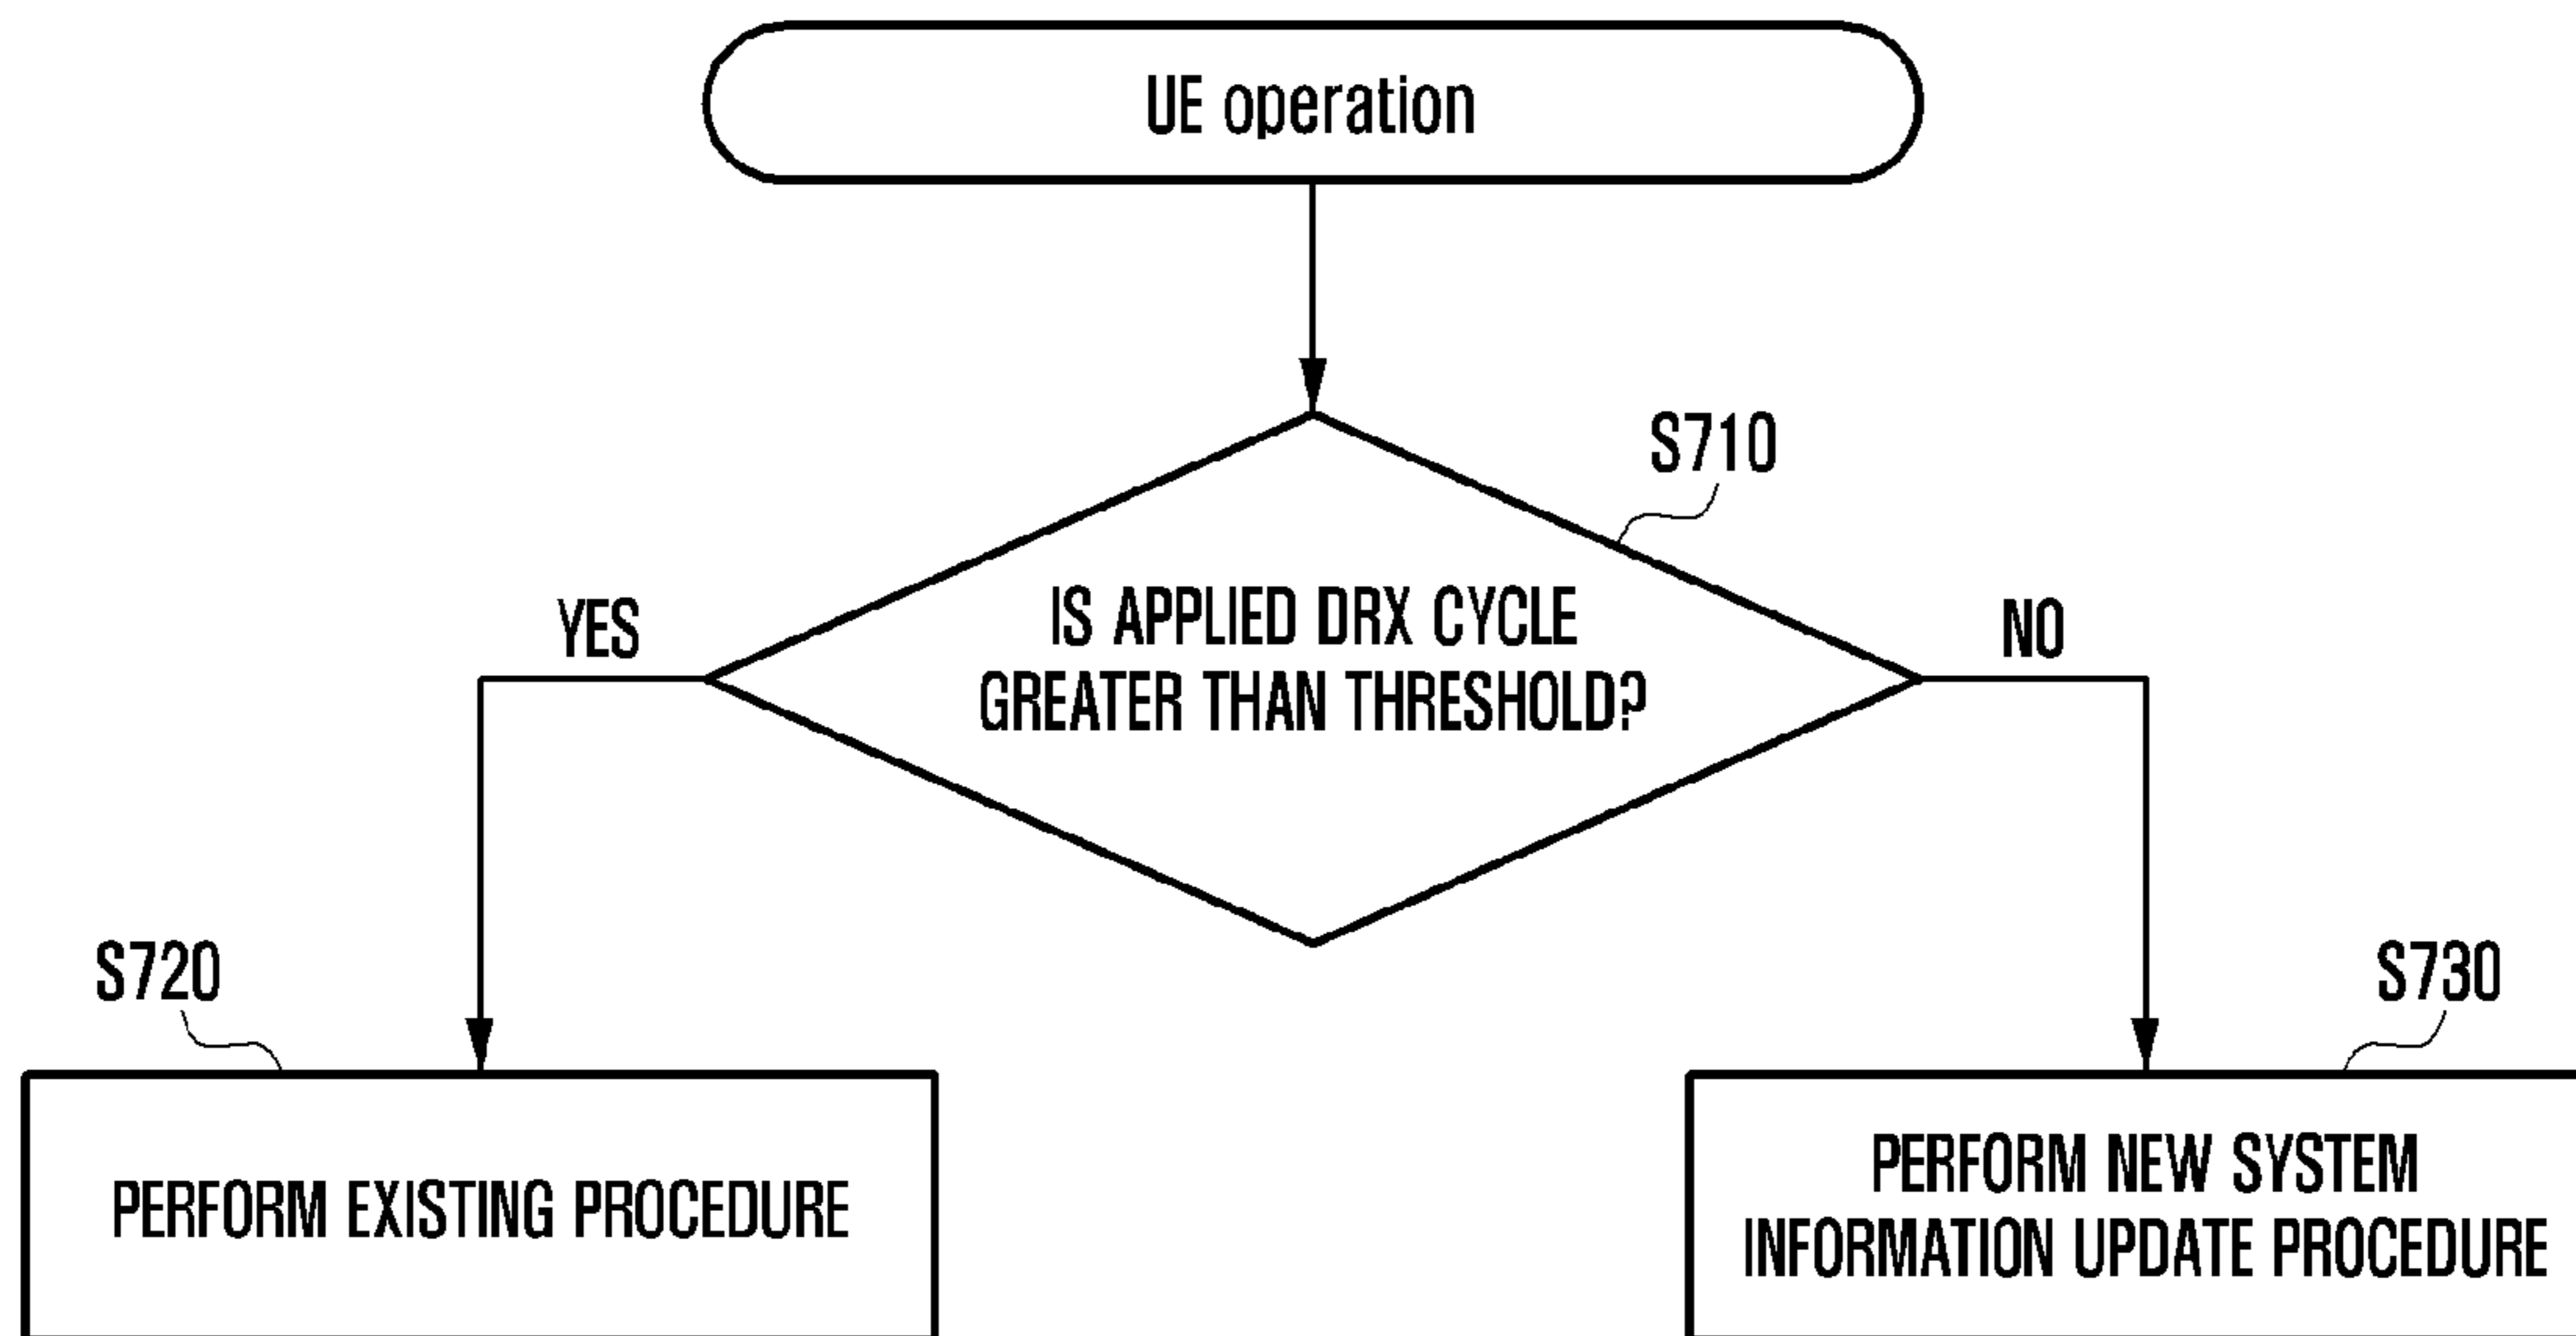 UE operation
S710
IS APPLIED DRX CYCLE
GREATER THAN THRESHOLD?
YES
NO
S720
S730
PERFORM EXISTING PROCEDURE
PERFORM NEW SYSTEM
INFORMATION UPDATE PROCEDURE